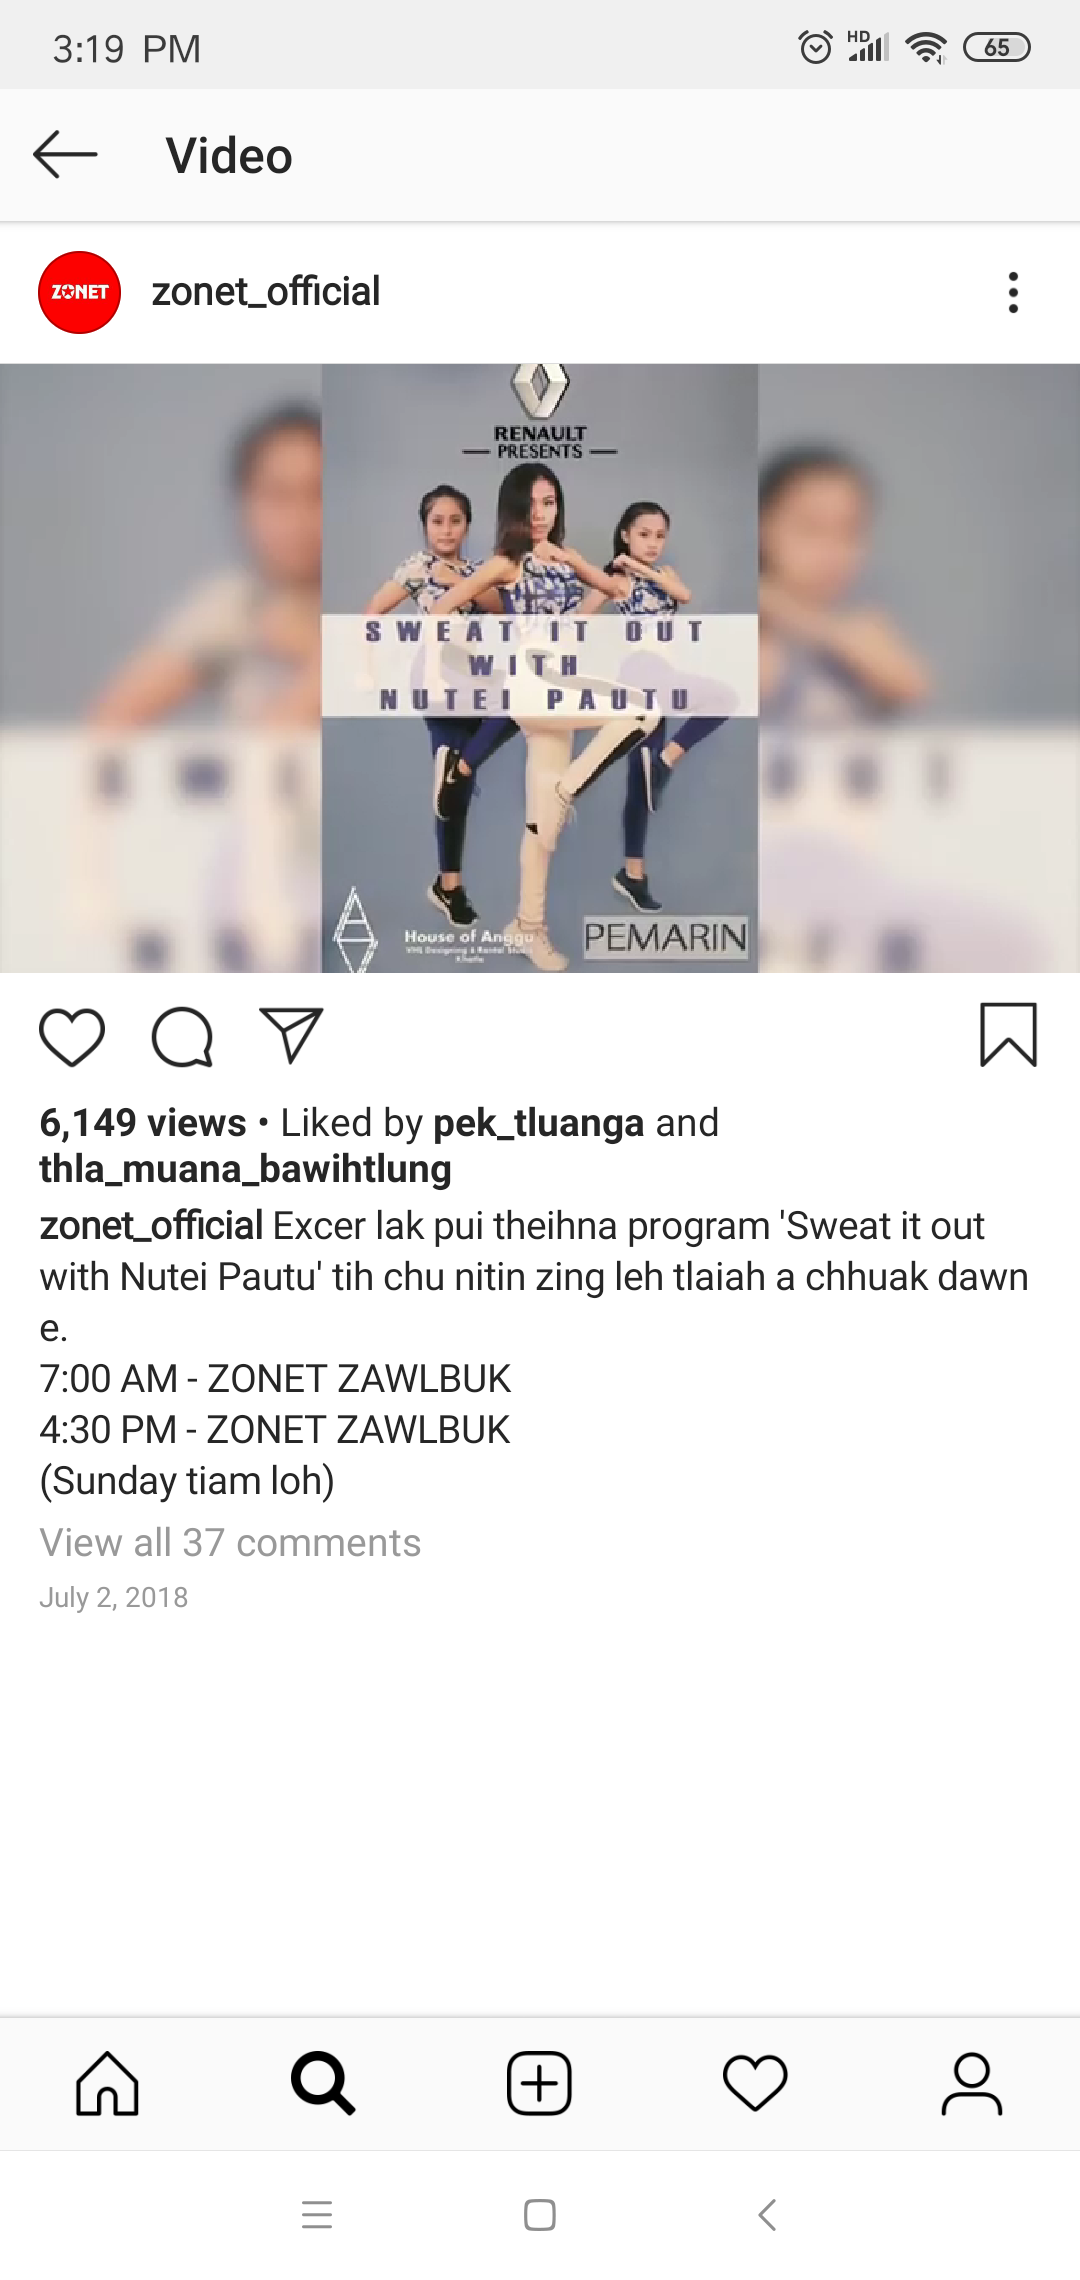 3:19 PM
HD
65
Video
ZONET
zonet_official
RENAULT
PRESENTS
SWEAT IT OUT
WITH
NUTEI PAUTU
House of Anggu
PEMARIN
6,149 views • Liked by pek_tluanga and
thla_muana_bawihtlung
zonet_official Excer lak pui theihna program 'Sweat it out
with Nutei Pautu' tih chu nitin zing leh tlaiah a chhuak dawn
e.
7:00 AM - ZONET ZAWLBUK
4:30 PM - ZONET ZAWLBUK
(Sunday tiam loh)
View all 37 comments
July 2, 2018